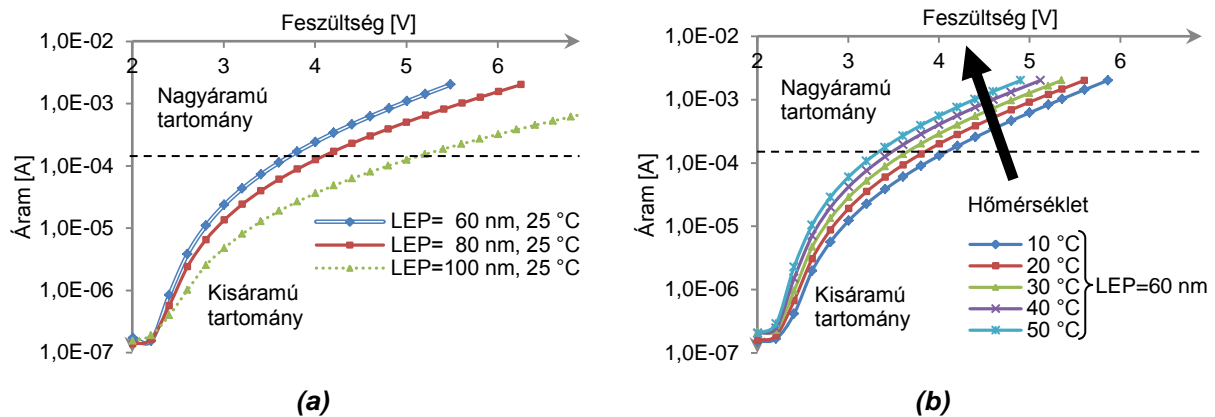 Feszültség [V]
1,0E-02
2 3 4 5 6
Nagyáramú
tartomány
1,0E-03
1,0E-04
Áram [A]
1,0E-05
LEP= 60 nm, 25 °C
LEP= 80 nm, 25 °C
LEP=100 nm, 25 °C
1,0E-06
Kisáramú
tartomány
1,0E-07
(a)
Feszültség [V]
1,0E-02
2 3 4 5 6
Nagyáramú
tartomány
1,0E-03
1,0E-04
Áram [A]
Hőmérséklet
1,0E-05
10 °C
20 °C
30 °C
40 °C
50 °C
LEP=60 nm
1,0E-06
Kisáramú
tartomány
1,0E-07
(b)